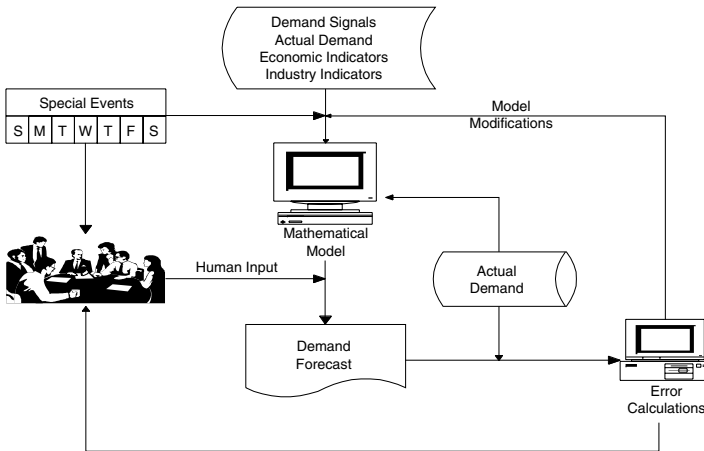 Demand Signals
Actual Demand
Economic Indicators
Industry Indicators
Special Events
S M T W T F S
Model
Modifications
Mathematical
Model
Human Input
Actual
Demand
Demand
Forecast
Error
Calculations